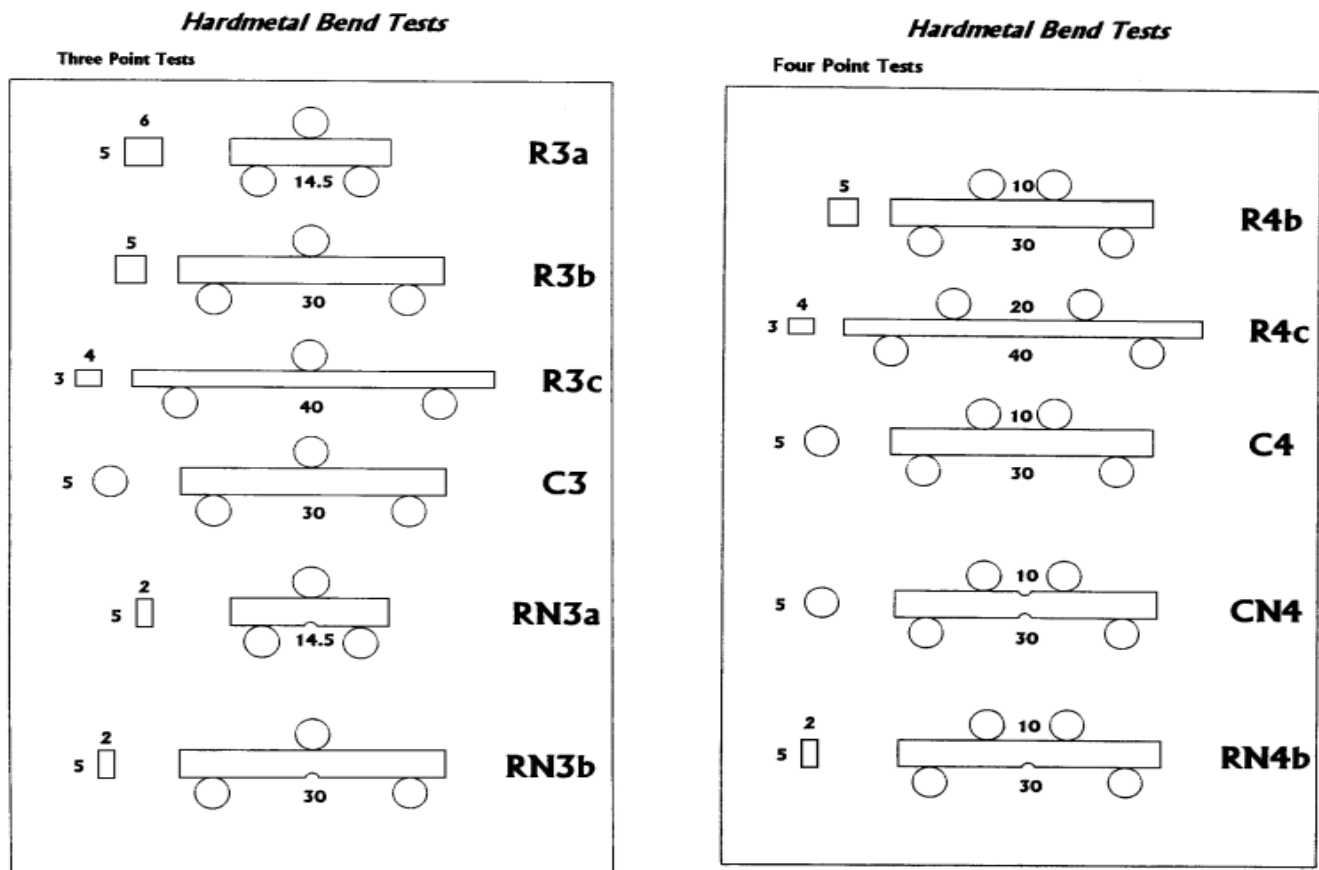 Hardmetal Bend Tests
Three Point Tests
6
5
14.5
R3a
5
30
R3b
4
3
40
R3c
5
30
C3
2
5
14.5
RN3a
2
5
30
RN3b
Hardmetal Bend Tests
Four Point Tests
5
10
30
R4b
4
3
20
40
R4c
5
10
30
C4
5
10
30
CN4
2
5
10
30
RN4b